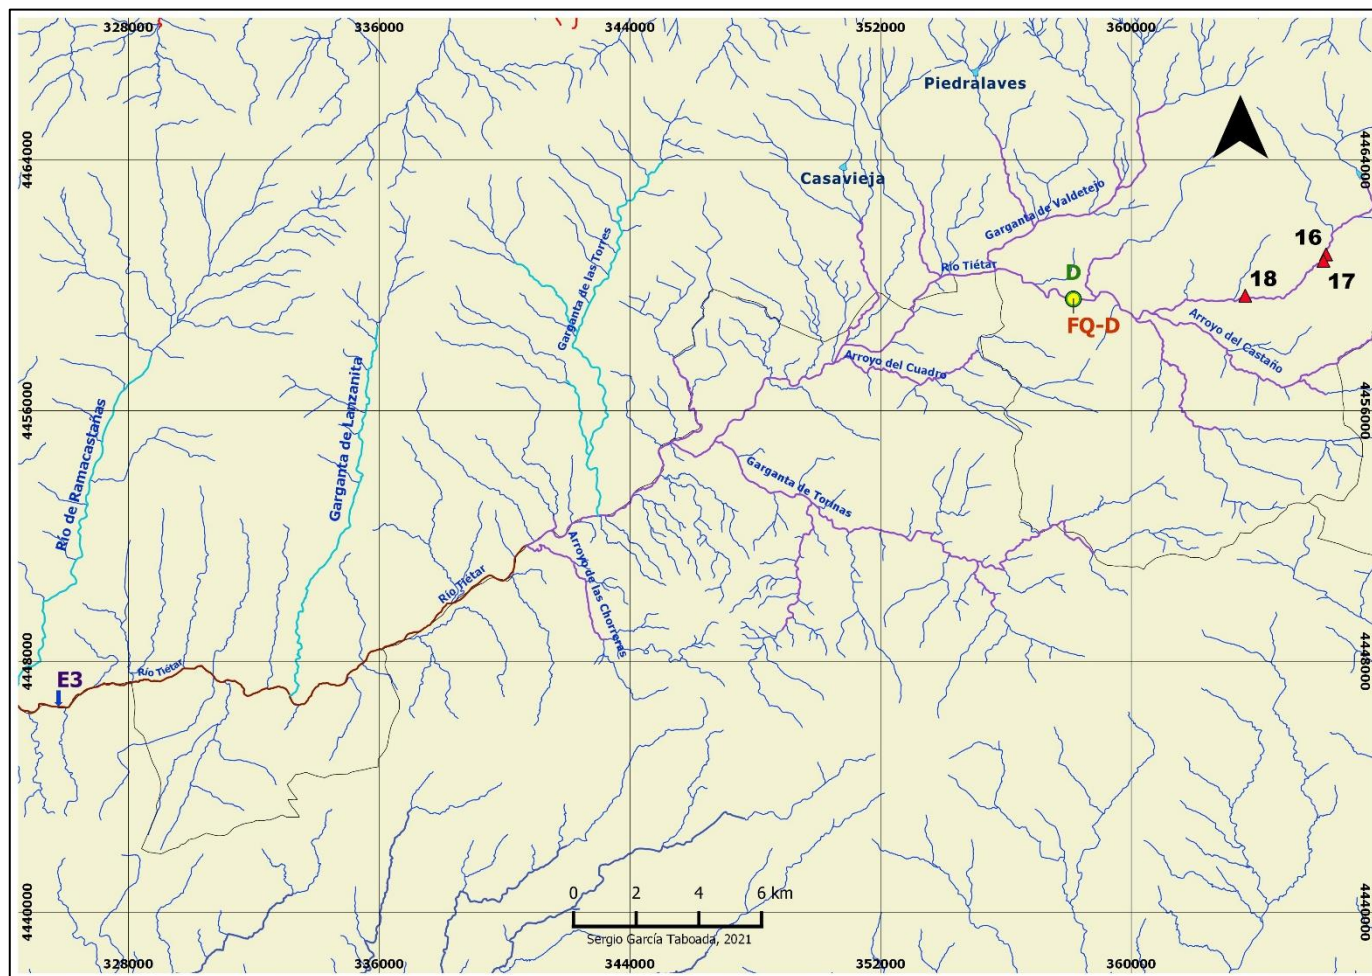 328000 336000 344000 352000 360000
Piedralaves
4464000 4464000
Casavieja
Garganta de Valdetejo
Garganta de las Torres
16
Río Tiétar
D
18 17
FQ-D
Arroyo del Castaño
Garganta de Lanzanita
Arroyo del Cuadro
4456000 4456000
Río de Ramacastañas
Garganta de Torinas
Arroyo de las Chorreras
Río Tiétar
4448000 4448000
Río Tiétar
E3
4440000 4440000
0 2 4 6 km
Sergio García Taboada, 2021
328000 336000 344000 352000 360000